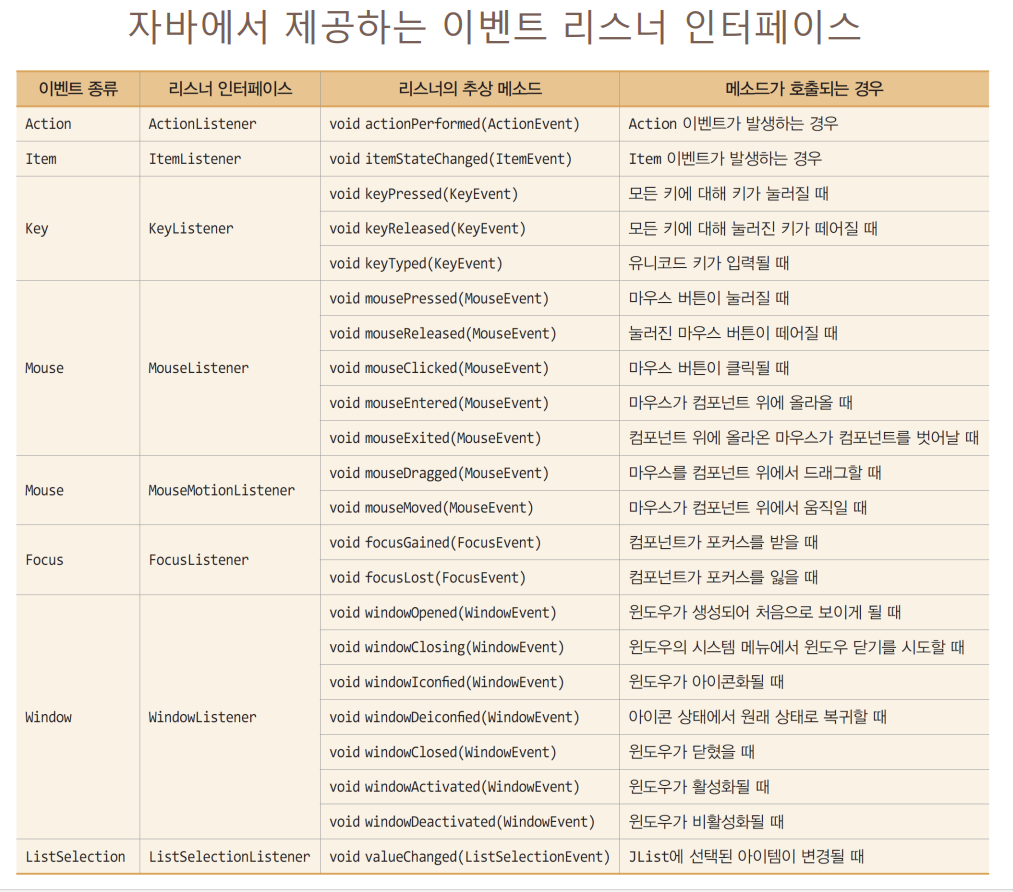 자바에서 제공하는 이벤트 리스너 인터페이스
이벤트 종류 리스너 인터페이스 리스너의 추상 메소드 메소드가 호출되는 경우
Action ActionListener void actionPerformed(ActionEvent) Action 이벤트가 발생하는 경우
Item ItemListener void itemStateChanged(ItemEvent) Item 이벤트가 발생하는 경우
Key KeyListener void keyPressed(KeyEvent) 모든 키에 대해 키가 눌러질 때
void keyReleased(KeyEvent) 모든 키에 대해 눌러진 키가 떼어질 때
void keyTyped(KeyEvent) 유니코드 키가 입력될 때
Mouse MouseListener void mousePressed(MouseEvent) 마우스 버튼이 눌러질 때
void mouseReleased(MouseEvent) 눌러진 마우스 버튼이 떼어질 때
void mouseClicked(MouseEvent) 마우스 버튼이 클릭될 때
void mouseEntered(MouseEvent) 마우스가 컴포넌트 위에 올라올 때
void mouseExited(MouseEvent) 컴포넌트 위에 올라온 마우스가 컴포넌트를 벗어날 때
Mouse MouseMotionListener void mouseDragged(MouseEvent) 마우스를 컴포넌트 위에서 드래그할 때
void mouseMoved(MouseEvent) 마우스가 컴포넌트 위에서 움직일 때
Focus FocusListener void focusGained(FocusEvent) 컴포넌트가 포커스를 받을 때
void focusLost(FocusEvent) 컴포넌트가 포커스를 잃을 때
Window WindowListener void windowOpened(WindowEvent) 윈도우가 생성되어 처음으로 보이게 될 때
void windowClosing(WindowEvent) 윈도우의 시스템 메뉴에서 윈도우 닫기를 시도할 때
void windowIconfied(WindowEvent) 윈도우가 아이콘화될 때
void windowDeiconfied(WindowEvent) 아이콘 상태에서 원래 상태로 복귀할 때
void windowClosed(WindowEvent) 윈도우가 닫혔을 때
void windowActivated(WindowEvent) 윈도우가 활성화될 때
void windowDeactivated(WindowEvent) 윈도우가 비활성화될 때
ListSelection ListSelectionListener void valueChanged(ListSelectionEvent) JList에 선택된 아이템이 변경될 때